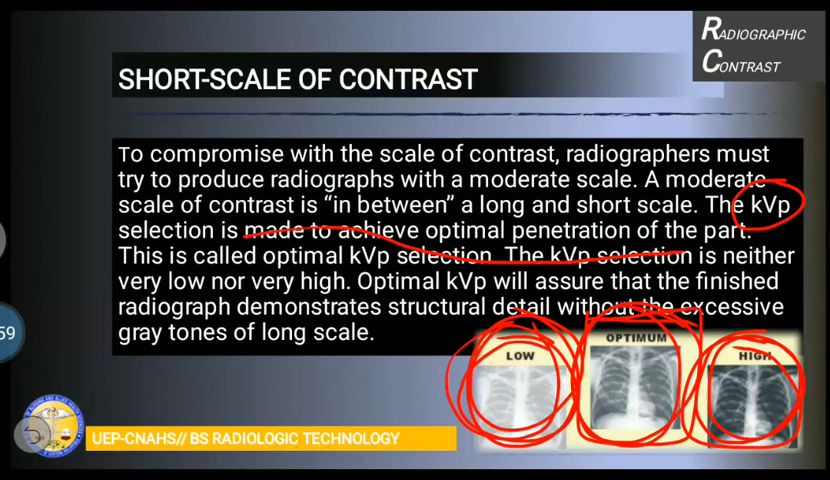 RADIOGRAPHIC
CONTRAST
SHORT-SCALE OF CONTRAST
To compromise with the scale of contrast, radiographers must
try to produce radiographs with a moderate scale. A moderate
scale of contrast is “in between” a long and short scale. The kVp
selection is made to achieve optimal penetration of the part.
This is called optimal kVp selection. The kVp selection is neither
very low nor very high. Optimal kVp will assure that the finished
radiograph demonstrates structural detail without the excessive
gray tones of long scale.
59
LOW
OPTIMUM
HIGH
UEP-CNAHS// BS RADIOLOGIC TECHNOLOGY